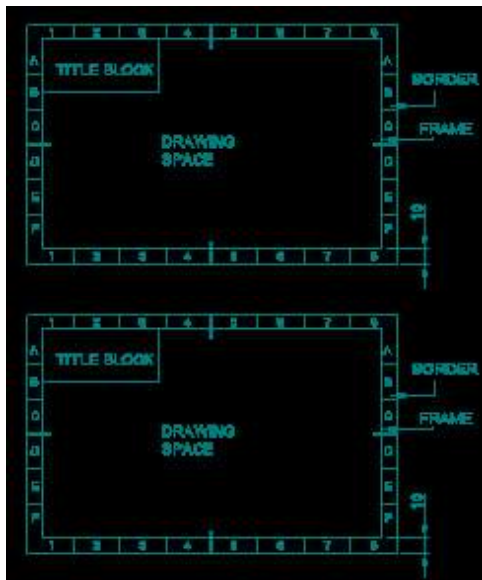 1 2 3 4 5 6 7 8
A TITLE BLOCK A
B B BORDER
C C FRAME
DRAWING
SPACE
D D
E E
F F 10
1 2 3 4 5 6 7 8
1 2 3 4 5 6 7 8
A TITLE BLOCK A
B B BORDER
C C FRAME
DRAWING
SPACE
D D
E E
F F 10
1 2 3 4 5 6 7 8